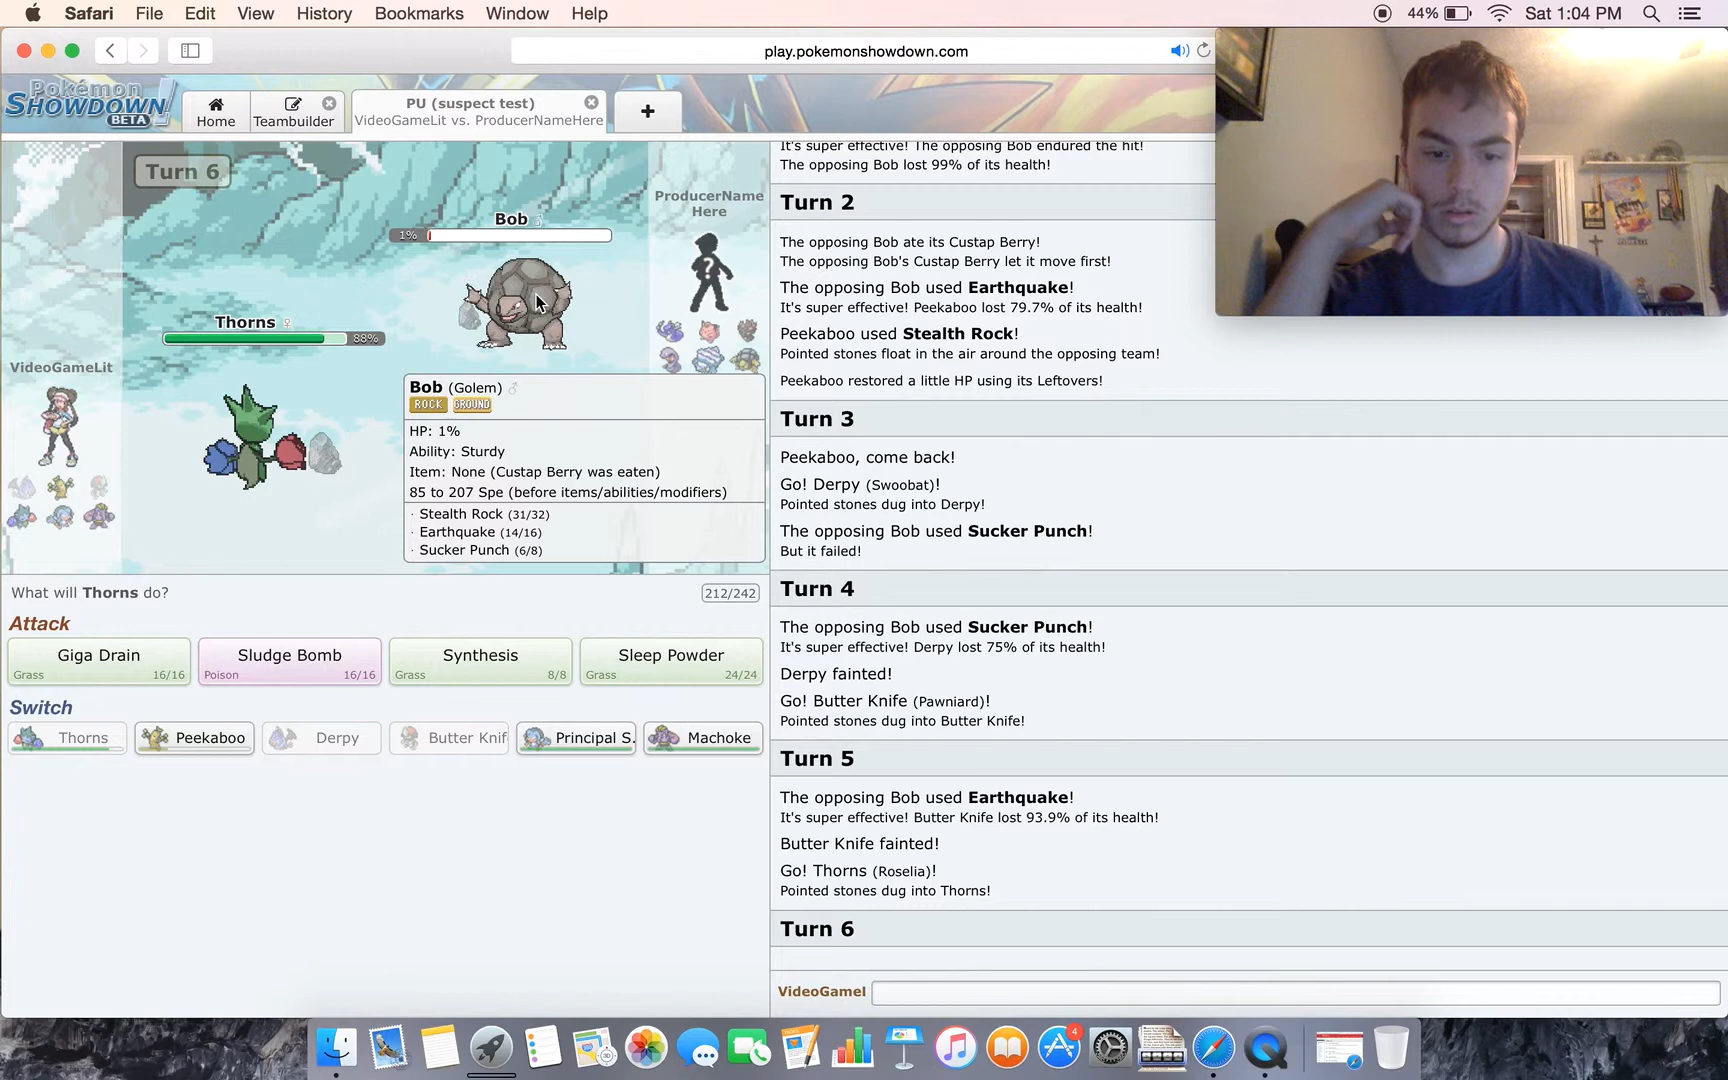 Safari File Edit View History Bookmarks Window Help 44% Sat 1:04 PM
play.pokemonshowdown.com
Pokémon
SHOWDOWN!
BETA
Home
Teambuilder
PU (suspect test)
VideoGameLit vs. ProducerNameHere
+
Turn 6
ProducerName
Here
Bob ♂
1%
?
Thorns ♀
88%
VideoGameLit
Bob (Golem) ♂
ROCK GROUND
HP: 1%
Ability: Sturdy
Item: None (Custap Berry was eaten)
85 to 207 Spe (before items/abilities/modifiers)
· Stealth Rock (31/32)
· Earthquake (14/16)
· Sucker Punch (6/8)
What will Thorns do?
212/242
Attack
Giga Drain
Grass 16/16
Sludge Bomb
Poison 16/16
Synthesis
Grass 8/8
Sleep Powder
Grass 24/24
Switch
Thorns
Peekaboo
Derpy
Butter Knif
Principal S.
Machoke
It's super effective! The opposing Bob endured the hit!
The opposing Bob lost 99% of its health!
Turn 2
The opposing Bob ate its Custap Berry!
The opposing Bob's Custap Berry let it move first!
The opposing Bob used Earthquake!
It's super effective! Peekaboo lost 79.7% of its health!
Peekaboo used Stealth Rock!
Pointed stones float in the air around the opposing team!
Peekaboo restored a little HP using its Leftovers!
Turn 3
Peekaboo, come back!
Go! Derpy (Swoobat)!
Pointed stones dug into Derpy!
The opposing Bob used Sucker Punch!
But it failed!
Turn 4
The opposing Bob used Sucker Punch!
It's super effective! Derpy lost 75% of its health!
Derpy fainted!
Go! Butter Knife (Pawniard)!
Pointed stones dug into Butter Knife!
Turn 5
The opposing Bob used Earthquake!
It's super effective! Butter Knife lost 93.9% of its health!
Butter Knife fainted!
Go! Thorns (Roselia)!
Pointed stones dug into Thorns!
Turn 6
VideoGamel
4